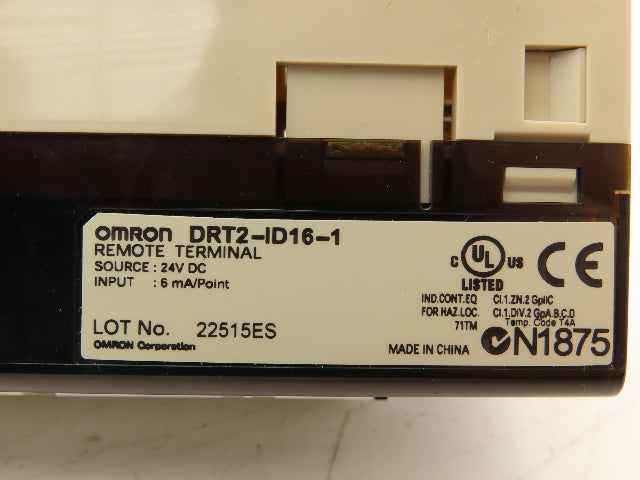 OMRON DRT2-ID16-1
REMOTE TERMINAL
SOURCE : 24V DC
INPUT : 6 mA/Point
LOT No. 22515ES
OMRON Corporation
C UL US
LISTED
CE
IND.CONT.EQ Cl.1.ZN.2 GpIIC
FOR HAZ.LOC. Cl.1.DIV.2 GpA.B.C.D
71TM Temp. Code T4A
MADE IN CHINA
N1875